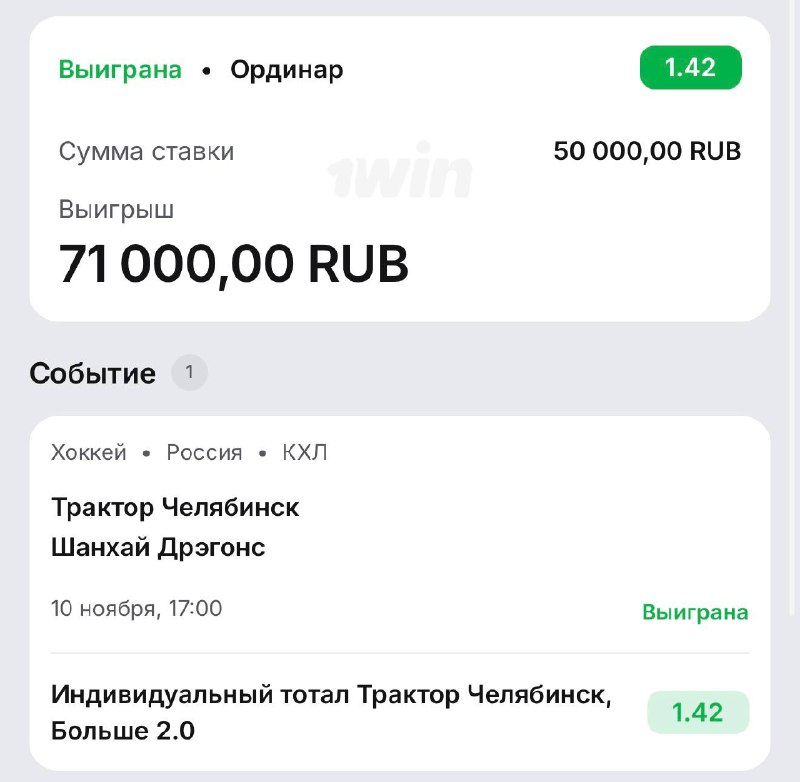 Выиграна • Ординар 1.42
Сумма ставки 50 000,00 RUB
1win
Выигрыш
71 000,00 RUB
Событие 1
Хоккей • Россия • КХЛ
Трактор Челябинск
Шанхай Дрэгонс
10 ноября, 17:00 Выиграна
Индивидуальный тотал Трактор Челябинск, 1.42
Больше 2.0